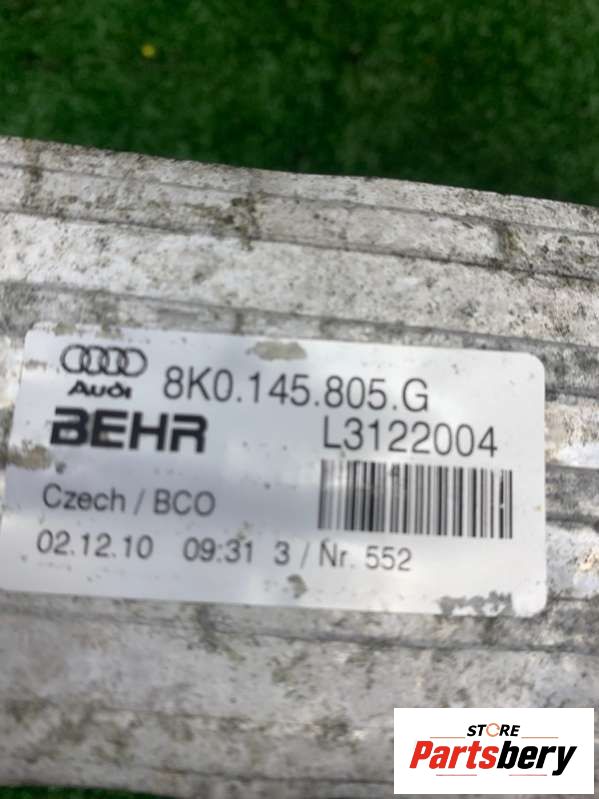 Audi 8K0.145.805.G
BEHR L3122004
Czech / BCO
02.12.10 09:31 3 / Nr. 552
STORE
Partsbery